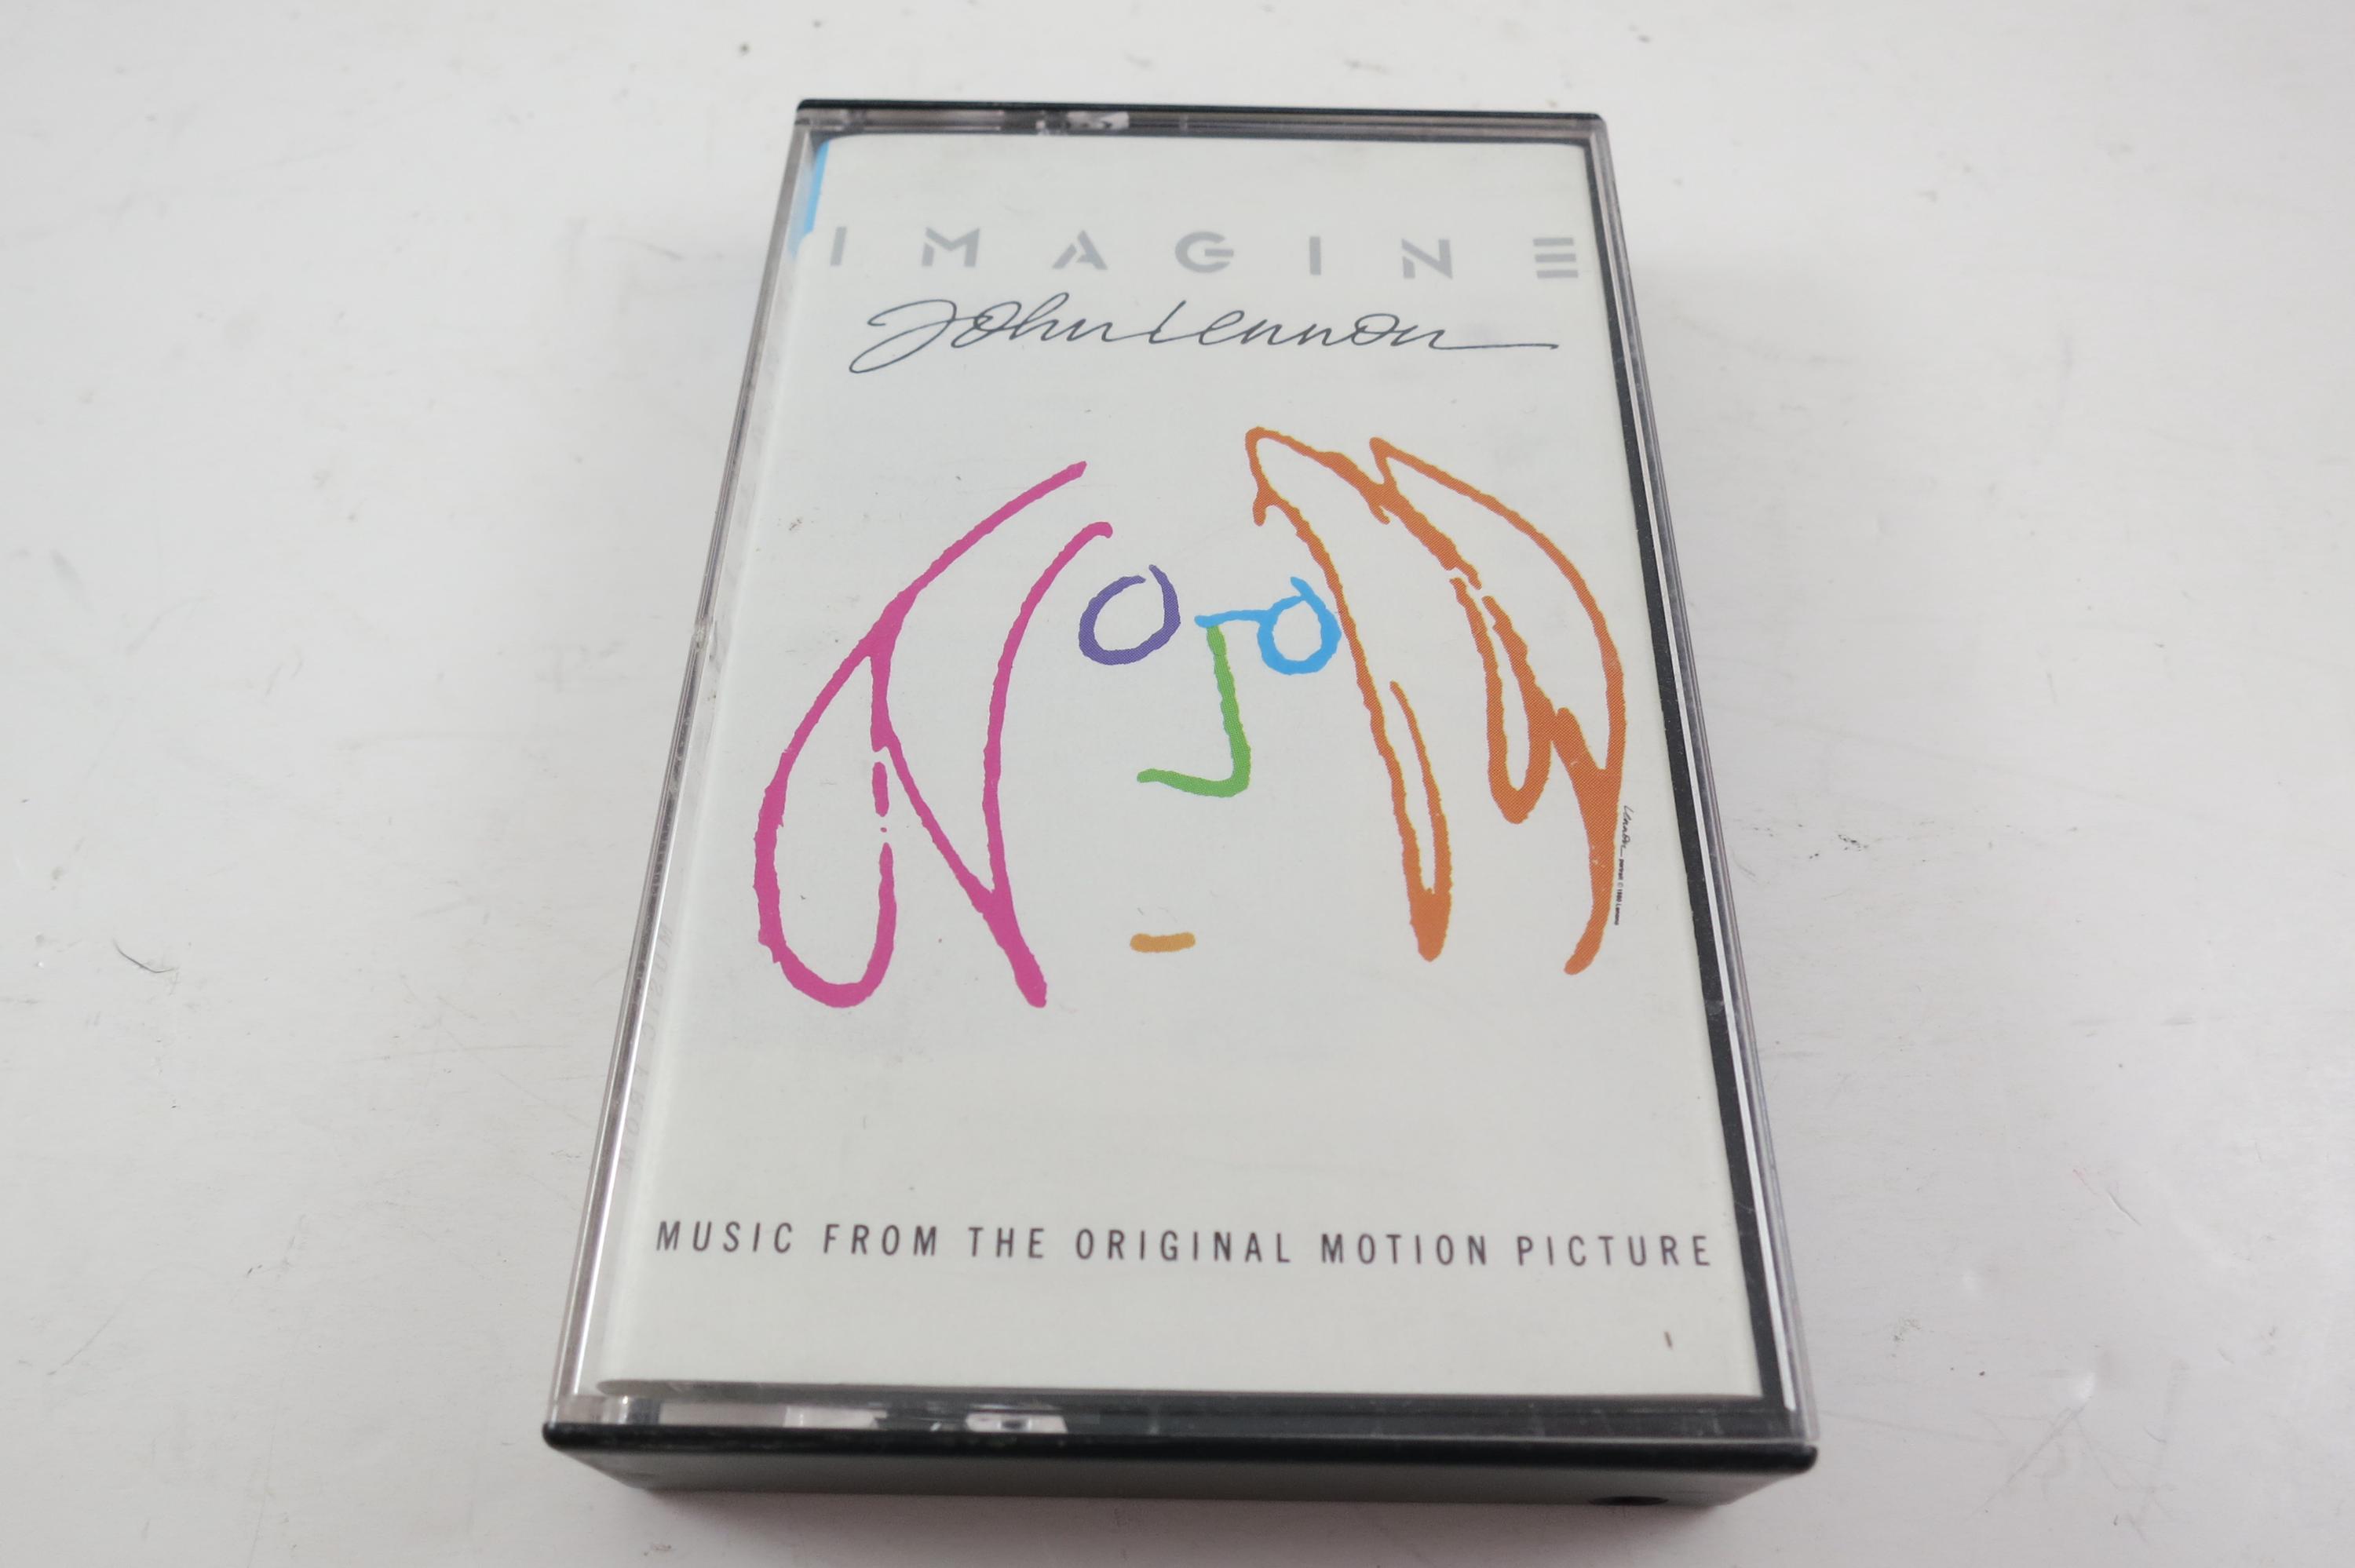 IMAGINE
John Lennon
MUSIC FROM THE ORIGINAL MOTION PICTURE